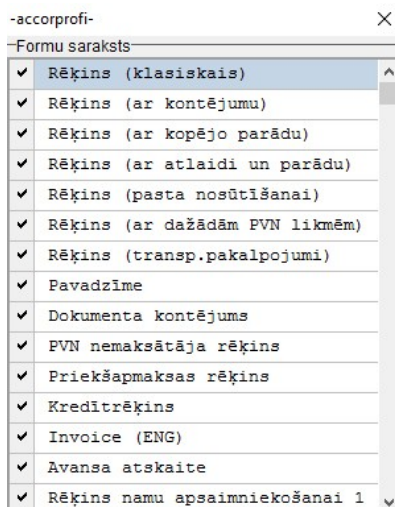 -accorprofi-
Formu saraksts
Rēķins (klasiskais)
Rēķins (ar kontējumu)
Rēķins (ar kopējo parādu)
Rēķins (ar atlaidi un parādu)
Rēķins (pasta nosūtīšanai)
Rēķins (ar dažādām PVN likmēm)
Rēķins (transp.pakalpojumi)
Pavadzīme
Dokumenta kontējums
PVN nemaksātāja rēķins
Priekšapmaksas rēķins
Kredītrēķins
Invoice (ENG)
Avansa atskaite
Rēķins namu apsaimniekošanai 1